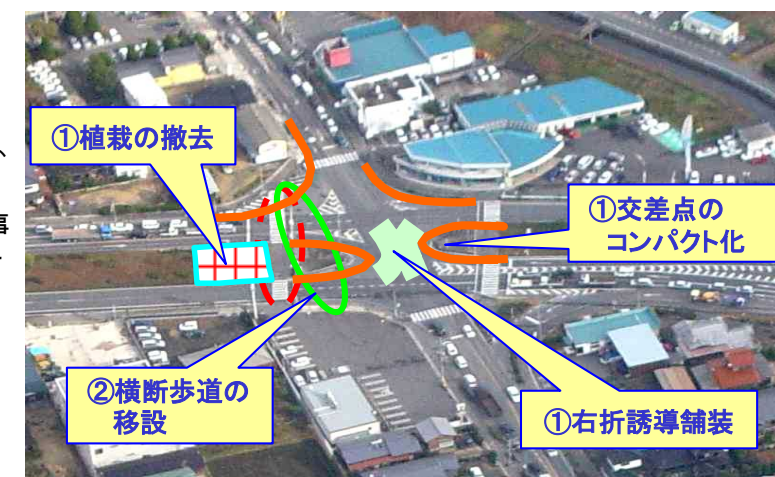 、
①植栽の撤去
事
①交差点の
コンパクト化
②横断歩道の
移設
①右折誘導舗装